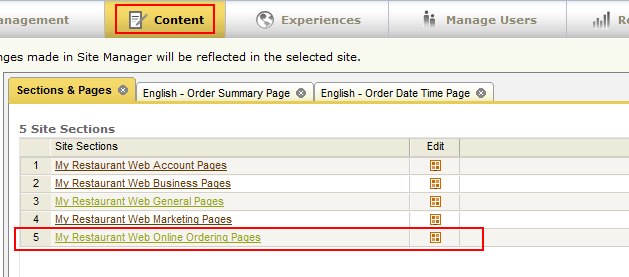 anagement Content Experiences Manage Users Re
nges made in Site Manager will be reflected in the selected site.
Sections & Pages English - Order Summary Page English - Order Date Time Page
5 Site Sections
Site Sections Edit
1 My Restaurant Web Account Pages
2 My Restaurant Web Business Pages
3 My Restaurant Web General Pages
4 My Restaurant Web Marketing Pages
5 My Restaurant Web Online Ordering Pages